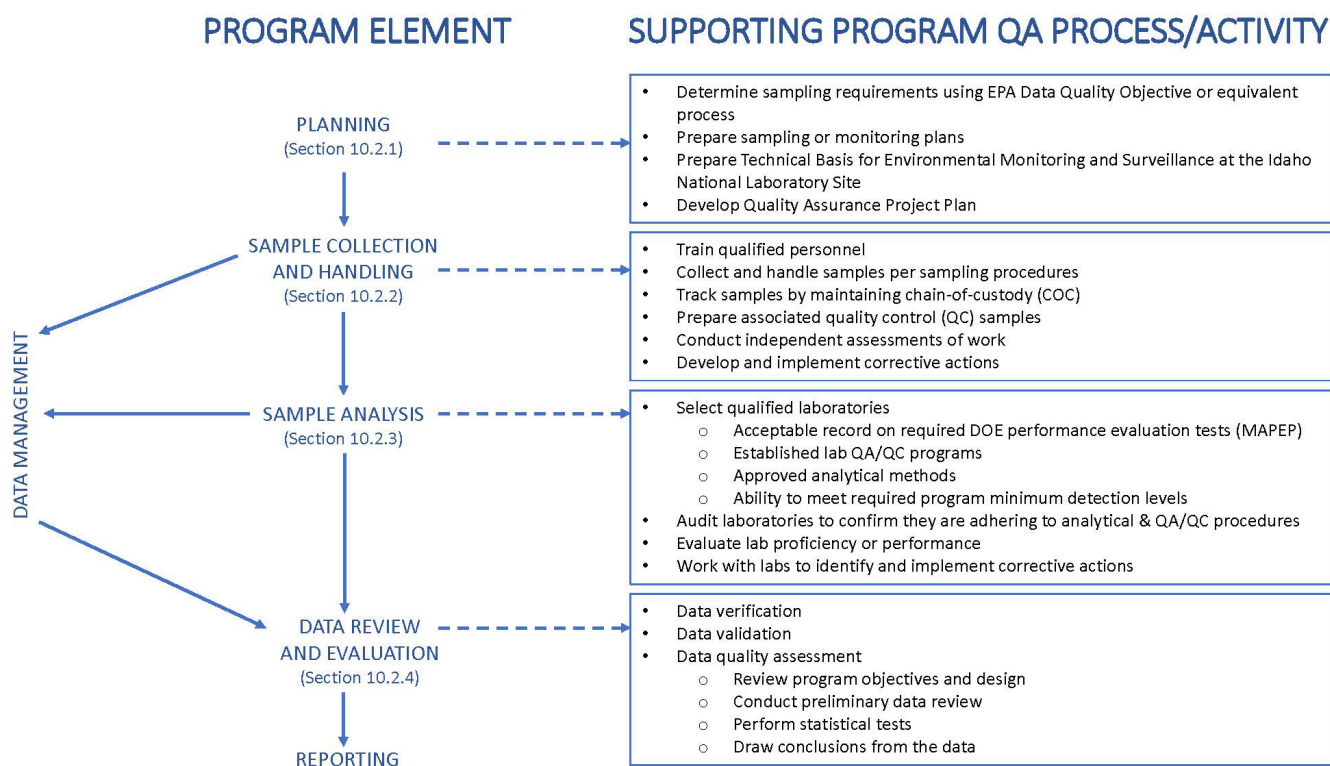 PROGRAM ELEMENT
SUPPORTING PROGRAM QA PROCESS/ACTIVITY
PLANNING
(Section 10.2.1)
• Determine sampling requirements using EPA Data Quality Objective or equivalent
process
• Prepare sampling or monitoring plans
• Prepare Technical Basis for Environmental Monitoring and Surveillance at the Idaho
National Laboratory Site
• Develop Quality Assurance Project Plan
SAMPLE COLLECTION
AND HANDLING
(Section 10.2.2)
• Train qualified personnel
• Collect and handle samples per sampling procedures
• Track samples by maintaining chain-of-custody (COC)
• Prepare associated quality control (QC) samples
• Conduct independent assessments of work
• Develop and implement corrective actions
DATA MANAGEMENT
SAMPLE ANALYSIS
(Section 10.2.3)
• Select qualified laboratories
o Acceptable record on required DOE performance evaluation tests (MAPEP)
o Established lab QA/QC programs
o Approved analytical methods
o Ability to meet required program minimum detection levels
• Audit laboratories to confirm they are adhering to analytical & QA/QC procedures
• Evaluate lab proficiency or performance
• Work with labs to identify and implement corrective actions
DATA REVIEW
AND EVALUATION
(Section 10.2.4)
• Data verification
• Data validation
• Data quality assessment
o Review program objectives and design
o Conduct preliminary data review
o Perform statistical tests
o Draw conclusions from the data
REPORTING